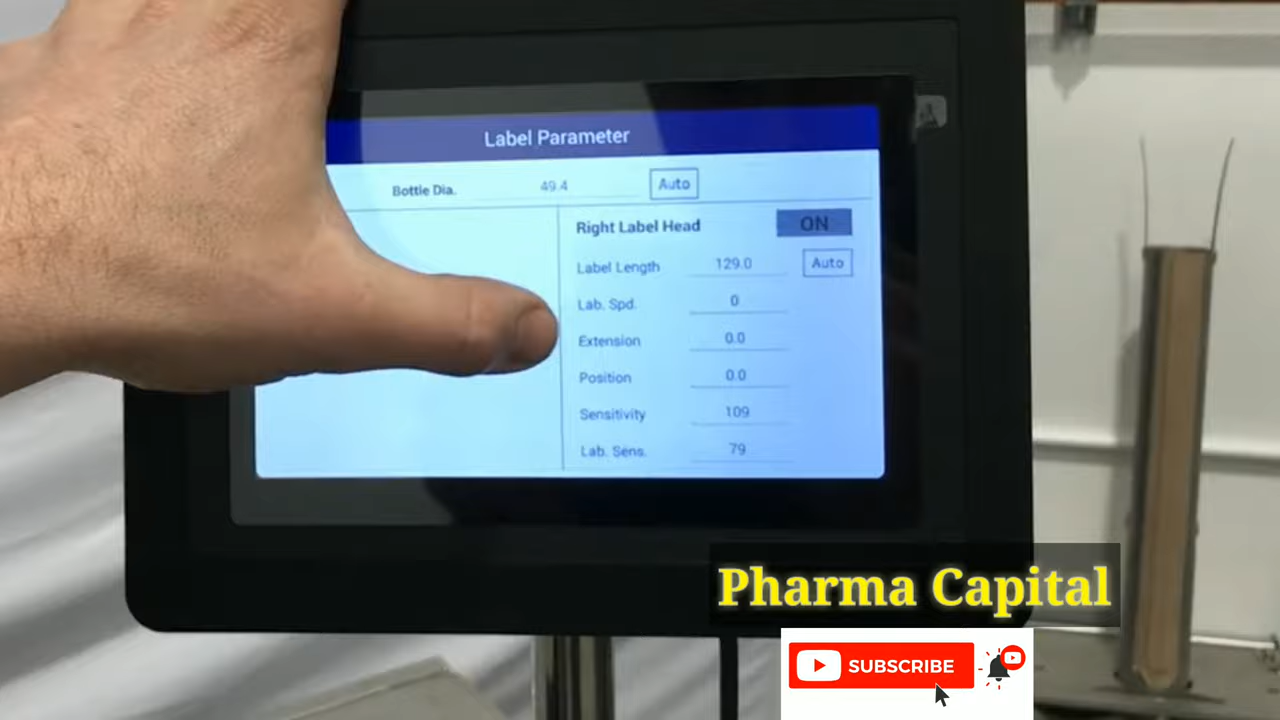 Label Parameter
Bottle Dia. 49.4 Auto
Right Label Head ON
Label Length 129.0 Auto
Lab. Spd. 0
Extension 0.0
Position 0.0
Sensitivity 109
Lab. Sens. 79
Pharma Capital
SUBSCRIBE